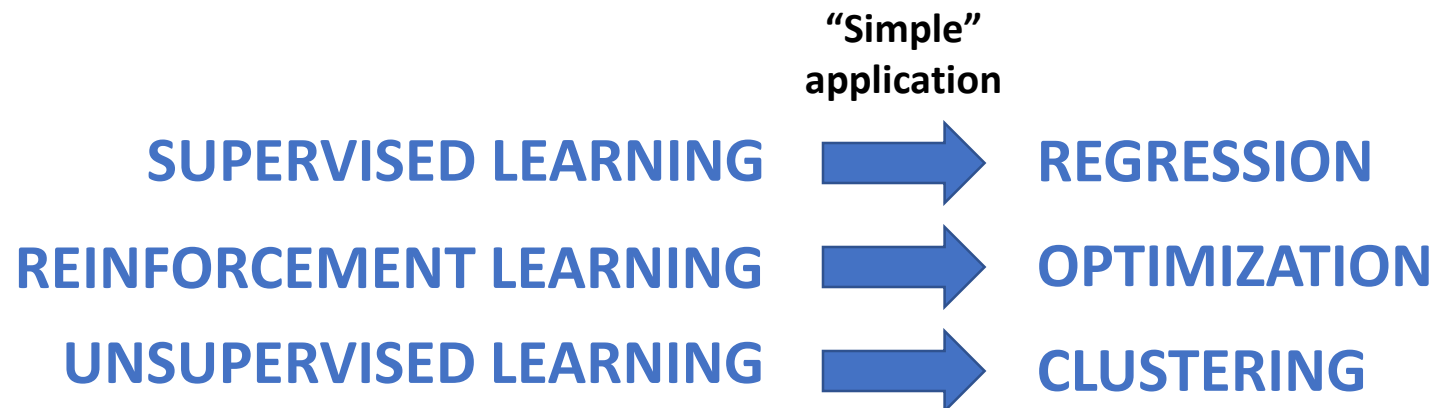 “Simple”
application
SUPERVISED LEARNING REGRESSION
REINFORCEMENT LEARNING OPTIMIZATION
UNSUPERVISED LEARNING CLUSTERING